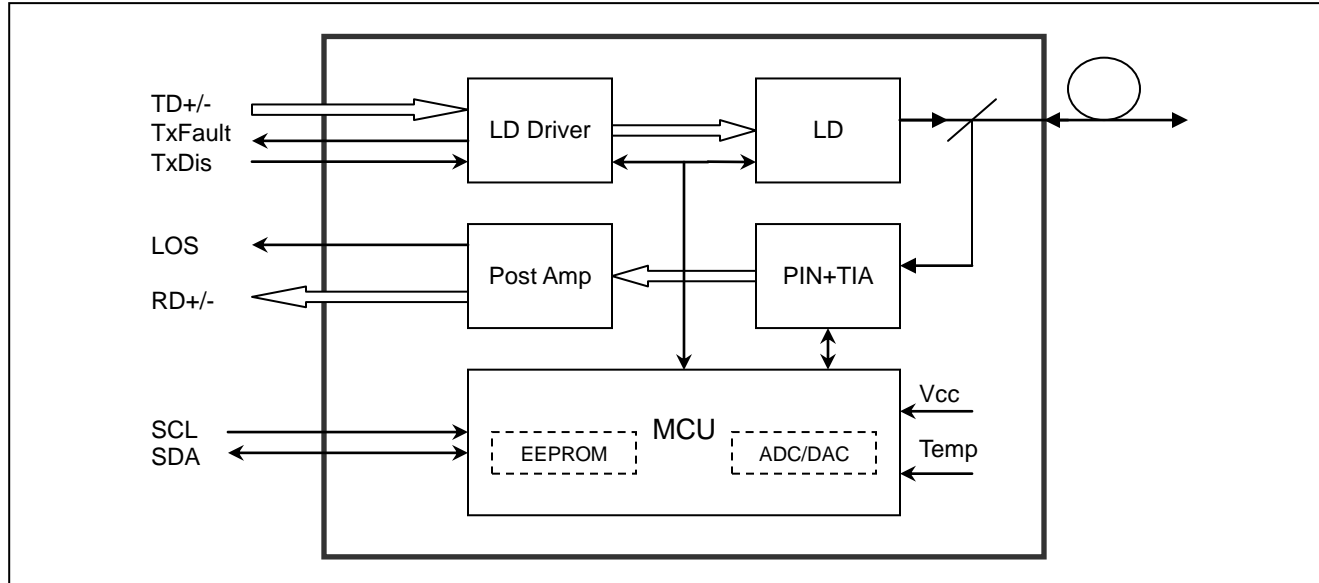 TD+/-
TxFault
TxDis
LD Driver
LD
LOS
RD+/-
Post Amp
PIN+TIA
SCL
SDA
MCU
EEPROM
ADC/DAC
Vcc
Temp